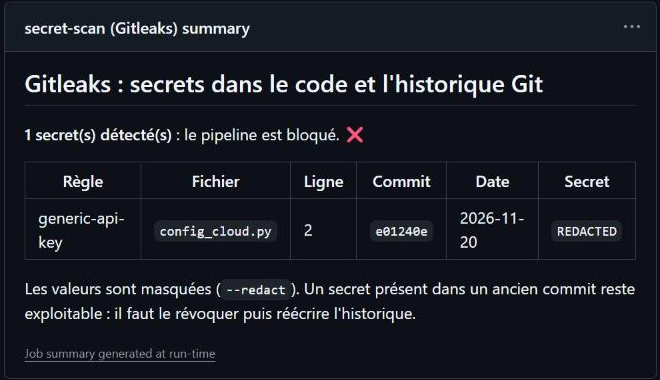 secret-scan (Gitleaks) summary
...
Gitleaks : secrets dans le code et l'historique Git
1 secret(s) détecté(s) : le pipeline est bloqué. ❌
Règle Fichier Ligne Commit Date Secret
generic-api-key config_cloud.py 2 e01240e 2026-11-20 REDACTED
Les valeurs sont masquées ( --redact ). Un secret présent dans un ancien commit reste
exploitable : il faut le révoquer puis réécrire l'historique.
Job summary generated at run-time